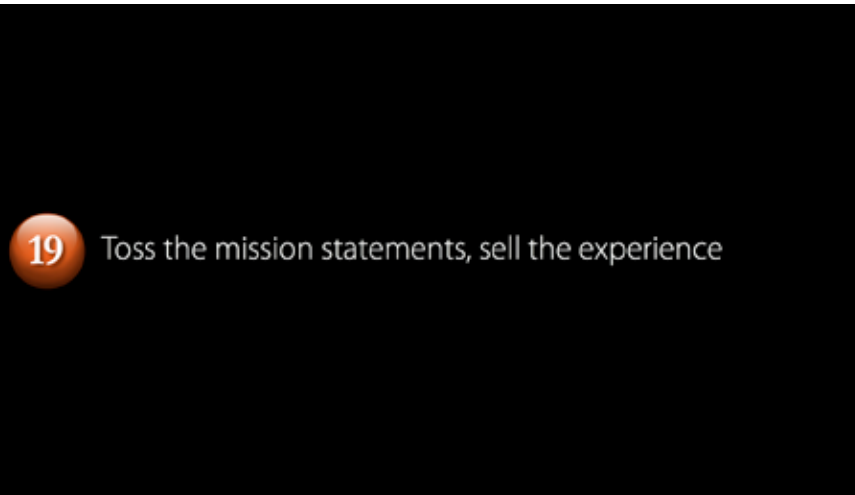 19 Toss the mission statements, sell the experience